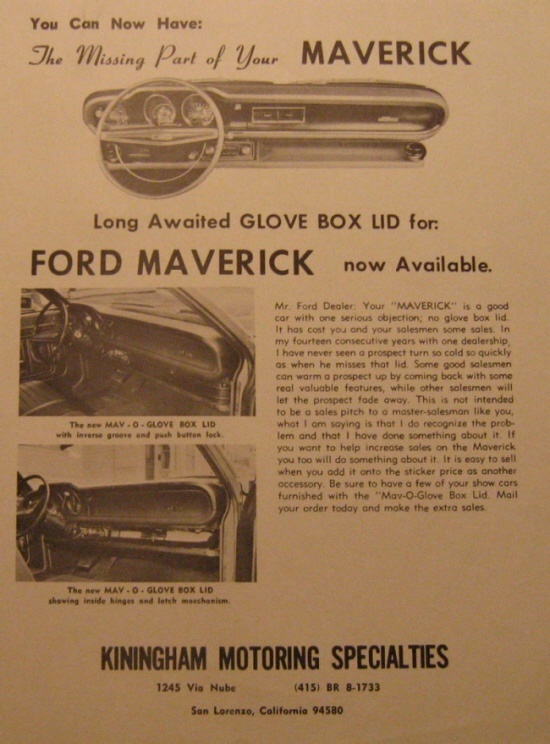 You Can Now Have:
The Missing Part of Your MAVERICK
Long Awaited GLOVE BOX LID for:
FORD MAVERICK now Available.
Mr. Ford Dealer: Your "MAVERICK" is a good
car with one serious objection; no glove box lid.
It has cost you and your salesmen some sales. In
my fourteen consecutive years with one dealership,
I have never seen a prospect turn so cold so quickly
as when he misses that lid. Some good salesmen
can warm a prospect up by coming back with some
real valuable features, while other salesmen will
let the prospect fade away. This is not intended
to be a sales pitch to a master-salesman like you,
what I am saying is that I do recognize the prob-
lem and that I have done something about it. If
you want to help increase sales on the Maverick
you too will do something about it. It is easy to sell
when you add it onto the sticker price as another
accessory. Be sure to have a few of your show cars
furnished with the "Mav-O-Glove Box Lid. Mail
your order today and make the extra sales.
The new MAV - O - GLOVE BOX LID
with inverse groove and push button lock.
The new MAV - O - GLOVE BOX LID
showing inside hinges and latch mechanism.
KININGHAM MOTORING SPECIALTIES
1245 Via Nube (415) BR 8-1733
San Lorenzo, California 94580